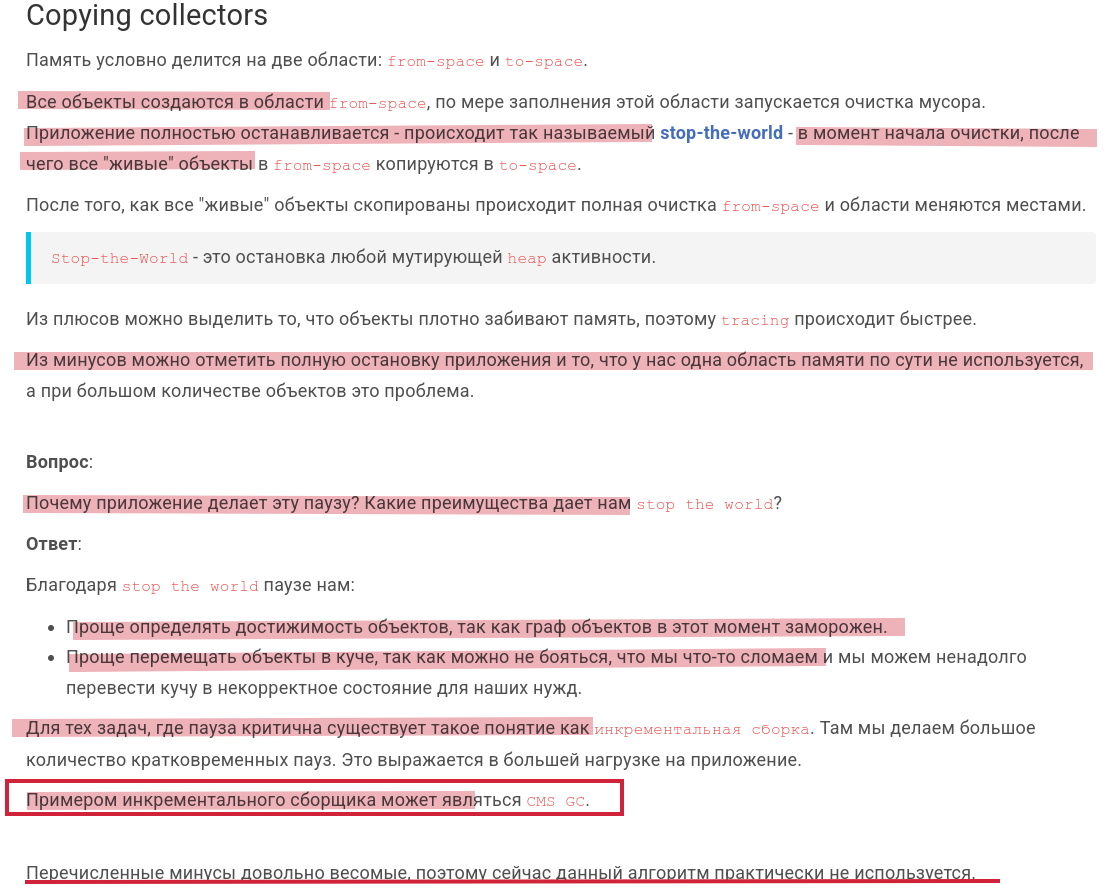 Copying collectors
Память условно делится на две области: from-space и to-space.
Все объекты создаются в области from-space, по мере заполнения этой области запускается очистка мусора.
Приложение полностью останавливается - происходит так называемый stop-the-world - в момент начала очистки, после
чего все "живые" объекты в from-space копируются в to-space.
После того, как все "живые" объекты скопированы происходит полная очистка from-space и области меняются местами.
Stop-the-World - это остановка любой мутирующей heap активности.
Из плюсов можно выделить то, что объекты плотно забивают память, поэтому tracing происходит быстрее.
Из минусов можно отметить полную остановку приложения и то, что у нас одна область памяти по сути не используется,
а при большом количестве объектов это проблема.
Вопрос:
Почему приложение делает эту паузу? Какие преимущества дает нам stop the world?
Ответ:
Благодаря stop the world паузе нам:
• Проще определять достижимость объектов, так как граф объектов в этот момент заморожен.
• Проще перемещать объекты в куче, так как можно не бояться, что мы что-то сломаем и мы можем ненадолго
перевести кучу в некорректное состояние для наших нужд.
Для тех задач, где пауза критична существует такое понятие как инкрементальная сборка. Там мы делаем большое
количество кратковременных пауз. Это выражается в большей нагрузке на приложение.
Примером инкрементального сборщика может являться CMS GC.
Перечисленные минусы довольно весомые, поэтому сейчас данный алгоритм практически не используется.